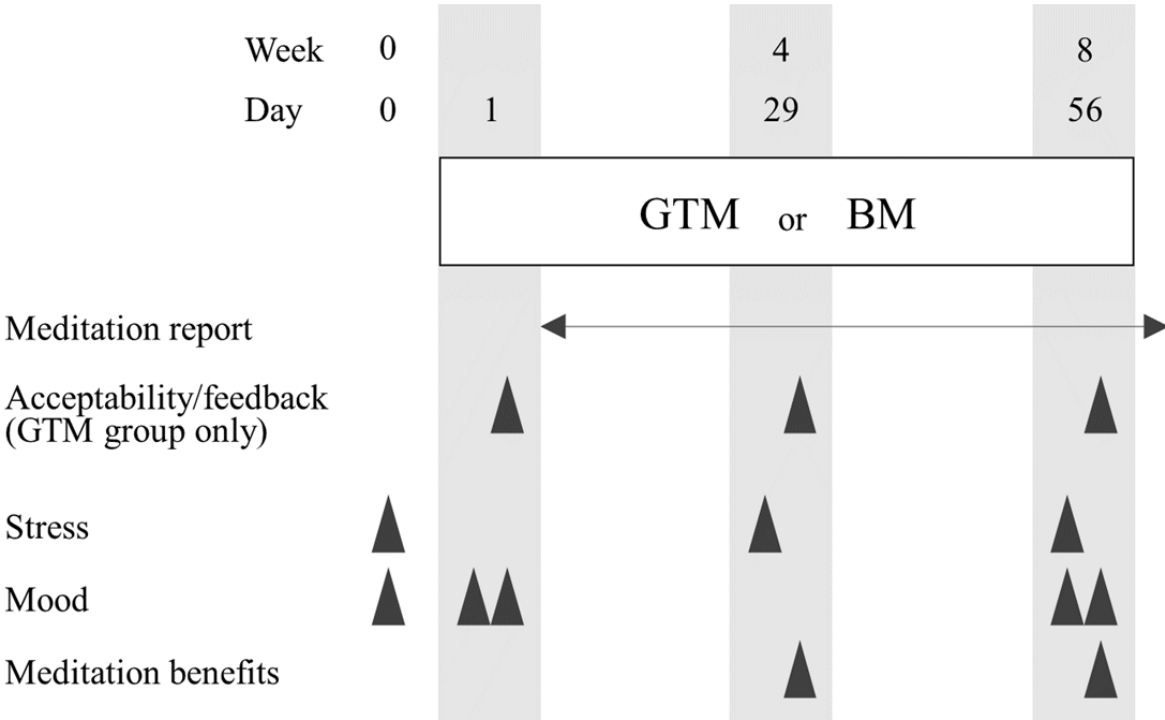 Week 0 4 8
Day 0 1 29 56
GTM or BM
Meditation report
Acceptability/feedback
(GTM group only)
Stress
Mood
Meditation benefits